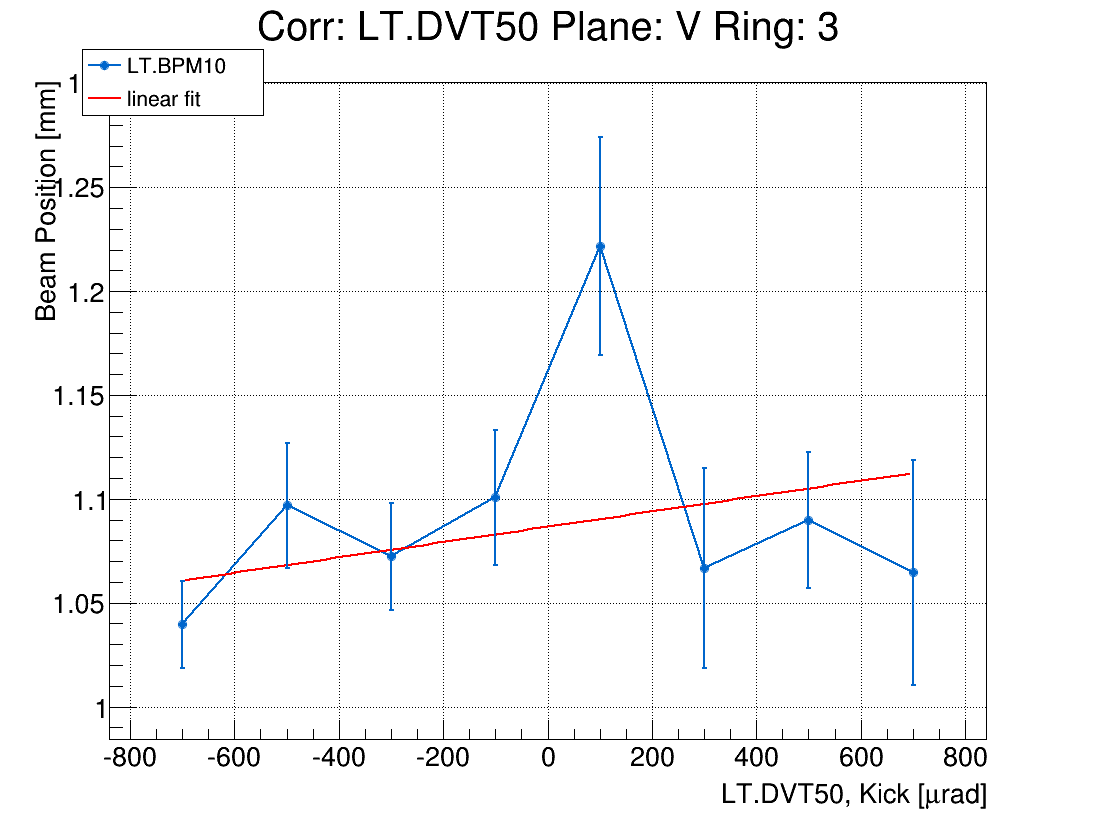 Corr: LT.DVT50 Plane: V Ring: 3
LT.BPM10
linear fit
Beam Position [mm]
1
1.25
1.2
1.15
1.1
1.05
1
-800 -600 -400 -200 0 200 400 600 800
LT.DVT50, Kick [μrad]